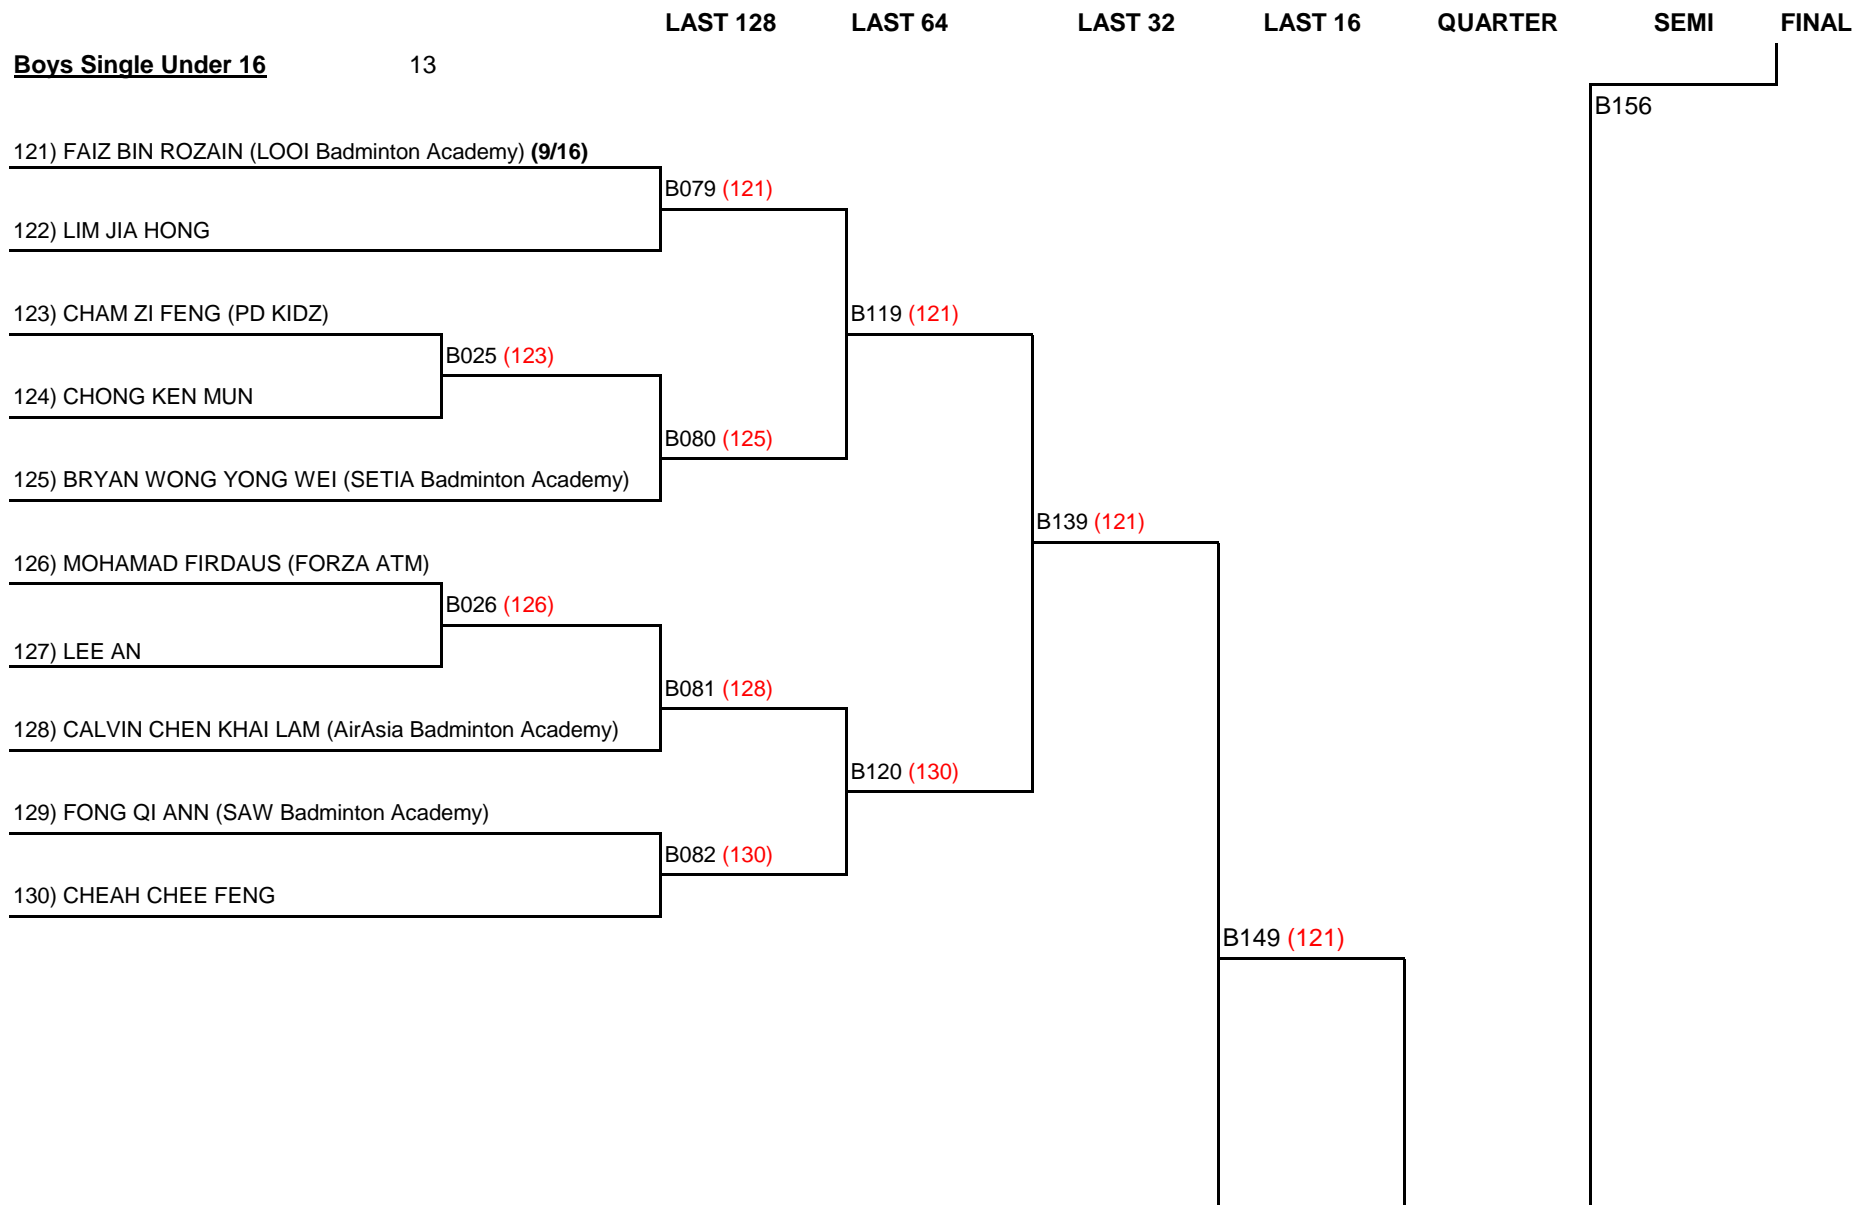 LAST 128 LAST 64 LAST 32 LAST 16 QUARTER SEMI FINAL
Boys Single Under 16 13
B156
121) FAIZ BIN ROZAIN (LOOI Badminton Academy) (9/16)
B079 (121)
122) LIM JIA HONG
123) CHAM ZI FENG (PD KIDZ)
B119 (121)
B025 (123)
124) CHONG KEN MUN
B080 (125)
125) BRYAN WONG YONG WEI (SETIA Badminton Academy)
B139 (121)
126) MOHAMAD FIRDAUS (FORZA ATM)
B026 (126)
127) LEE AN
B081 (128)
128) CALVIN CHEN KHAI LAM (AirAsia Badminton Academy)
B120 (130)
129) FONG QI ANN (SAW Badminton Academy)
B082 (130)
130) CHEAH CHEE FENG
B149 (121)